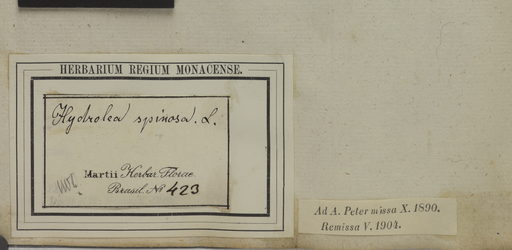 HERBARIUM REGIUM MONACENSE.
Hydrolea spinosa. L.
Martii Herbar. Florae
Brasil. No 423
Ad A. Peter missa X. 1890.
Remissa V. 1904.